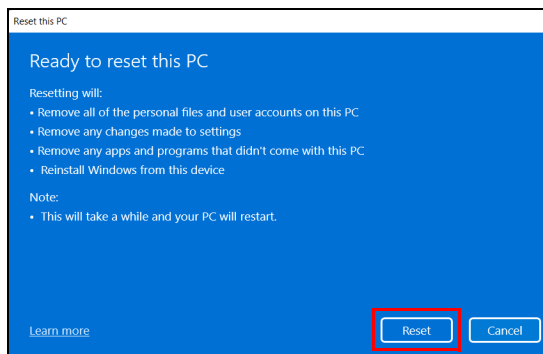 Reset this PC
Ready to reset this PC
Resetting will:
• Remove all of the personal files and user accounts on this PC
• Remove any changes made to settings
• Remove any apps and programs that didn't come with this PC
• Reinstall Windows from this device
Note:
• This will take a while and your PC will restart.
Learn more
Reset
Cancel